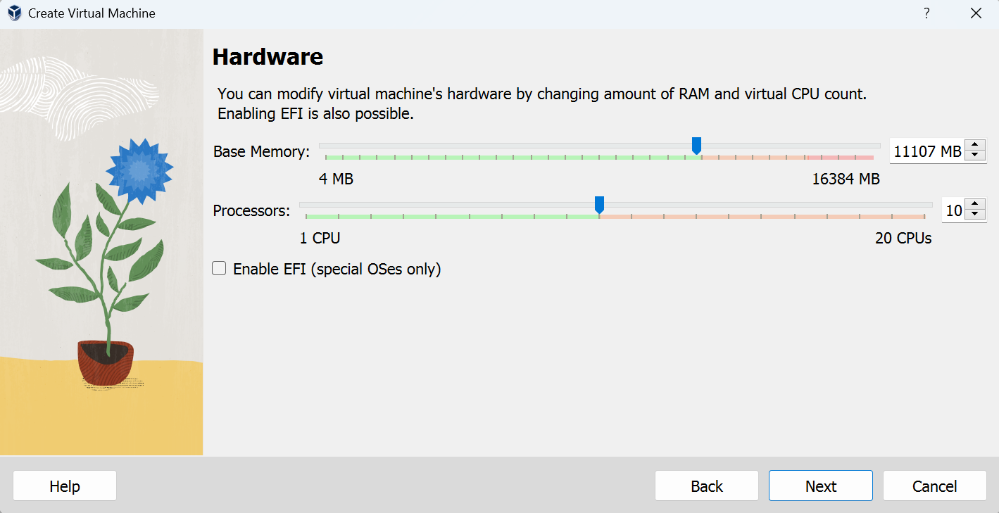 Create Virtual Machine
?
Hardware
You can modify virtual machine's hardware by changing amount of RAM and virtual CPU count.
Enabling EFI is also possible.
Base Memory: 11107 MB
4 MB 16384 MB
Processors: 10
1 CPU 20 CPUs
Enable EFI (special OSes only)
Help Back Next Cancel